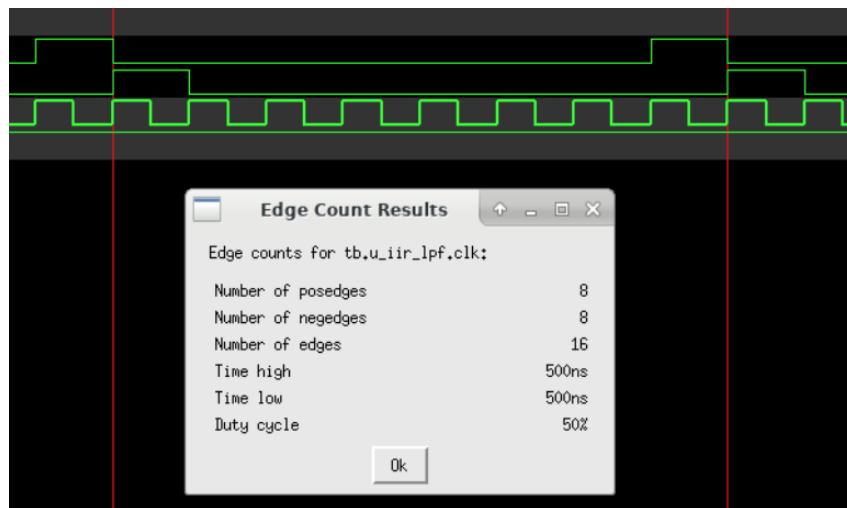 Edge Count Results
Edge counts for tb.u_iir_lpf.clk:
Number of posedges 8
Number of negedges 8
Number of edges 16
Time high 500ns
Time low 500ns
Duty cycle 50%
Ok